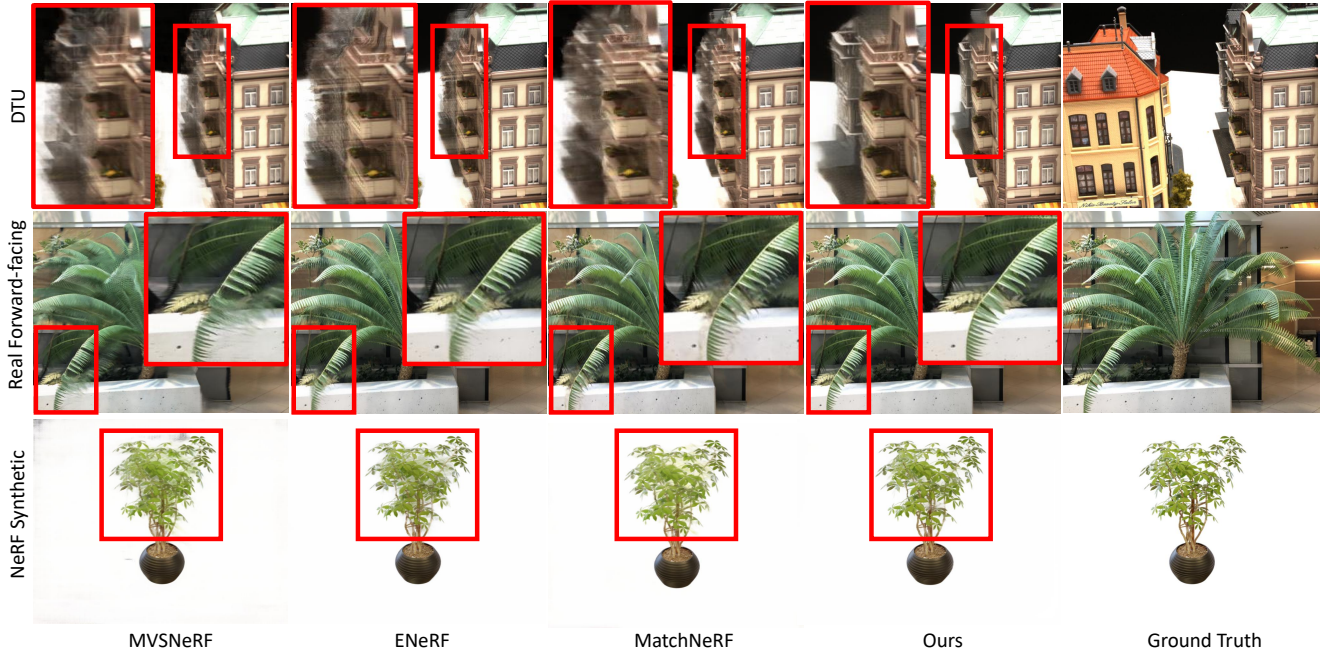 DTU
Real Forward-facing
NeRF Synthetic
MVSNeRF
ENeRF
MatchNeRF
Ours
Ground Truth